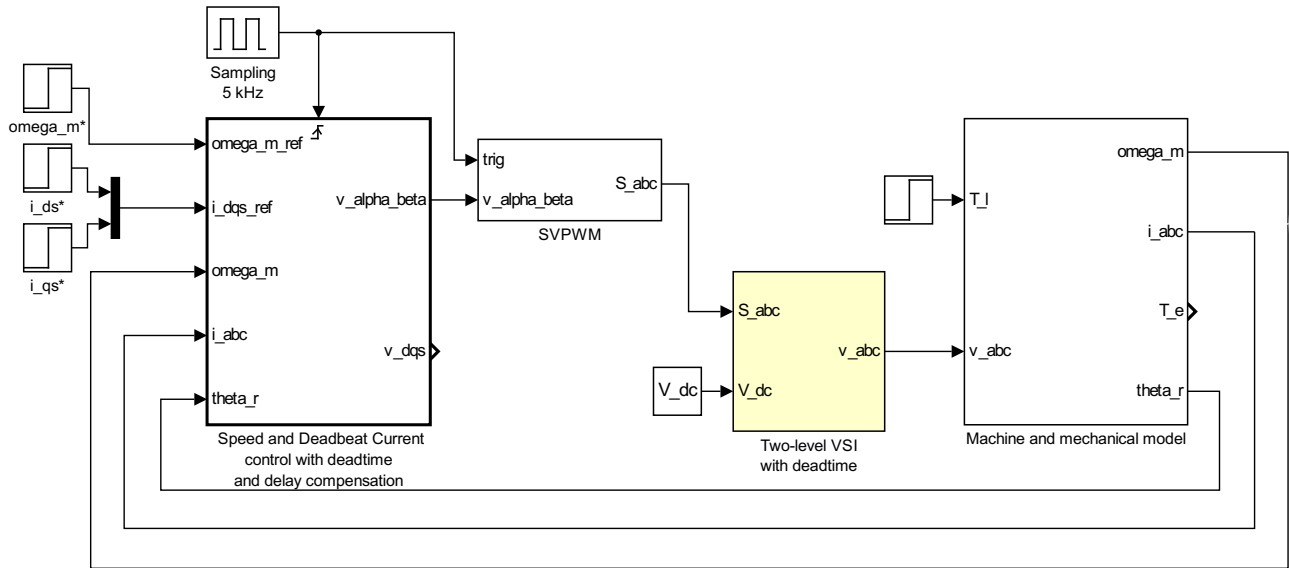 Sampling
5 kHz
omega_m*
i_ds*
i_qs*
omega_m_ref
i_dqs_ref
omega_m
i_abc
theta_r
v_alpha_beta
v_dqs
Speed and Deadbeat Current
control with deadtime
and delay compensation
trig
v_alpha_beta
S_abc
SVPWM
V_dc
S_abc
V_dc
v_abc
Two-level VSI
with deadtime
T_l
v_abc
omega_m
i_abc
T_e
theta_r
Machine and mechanical model